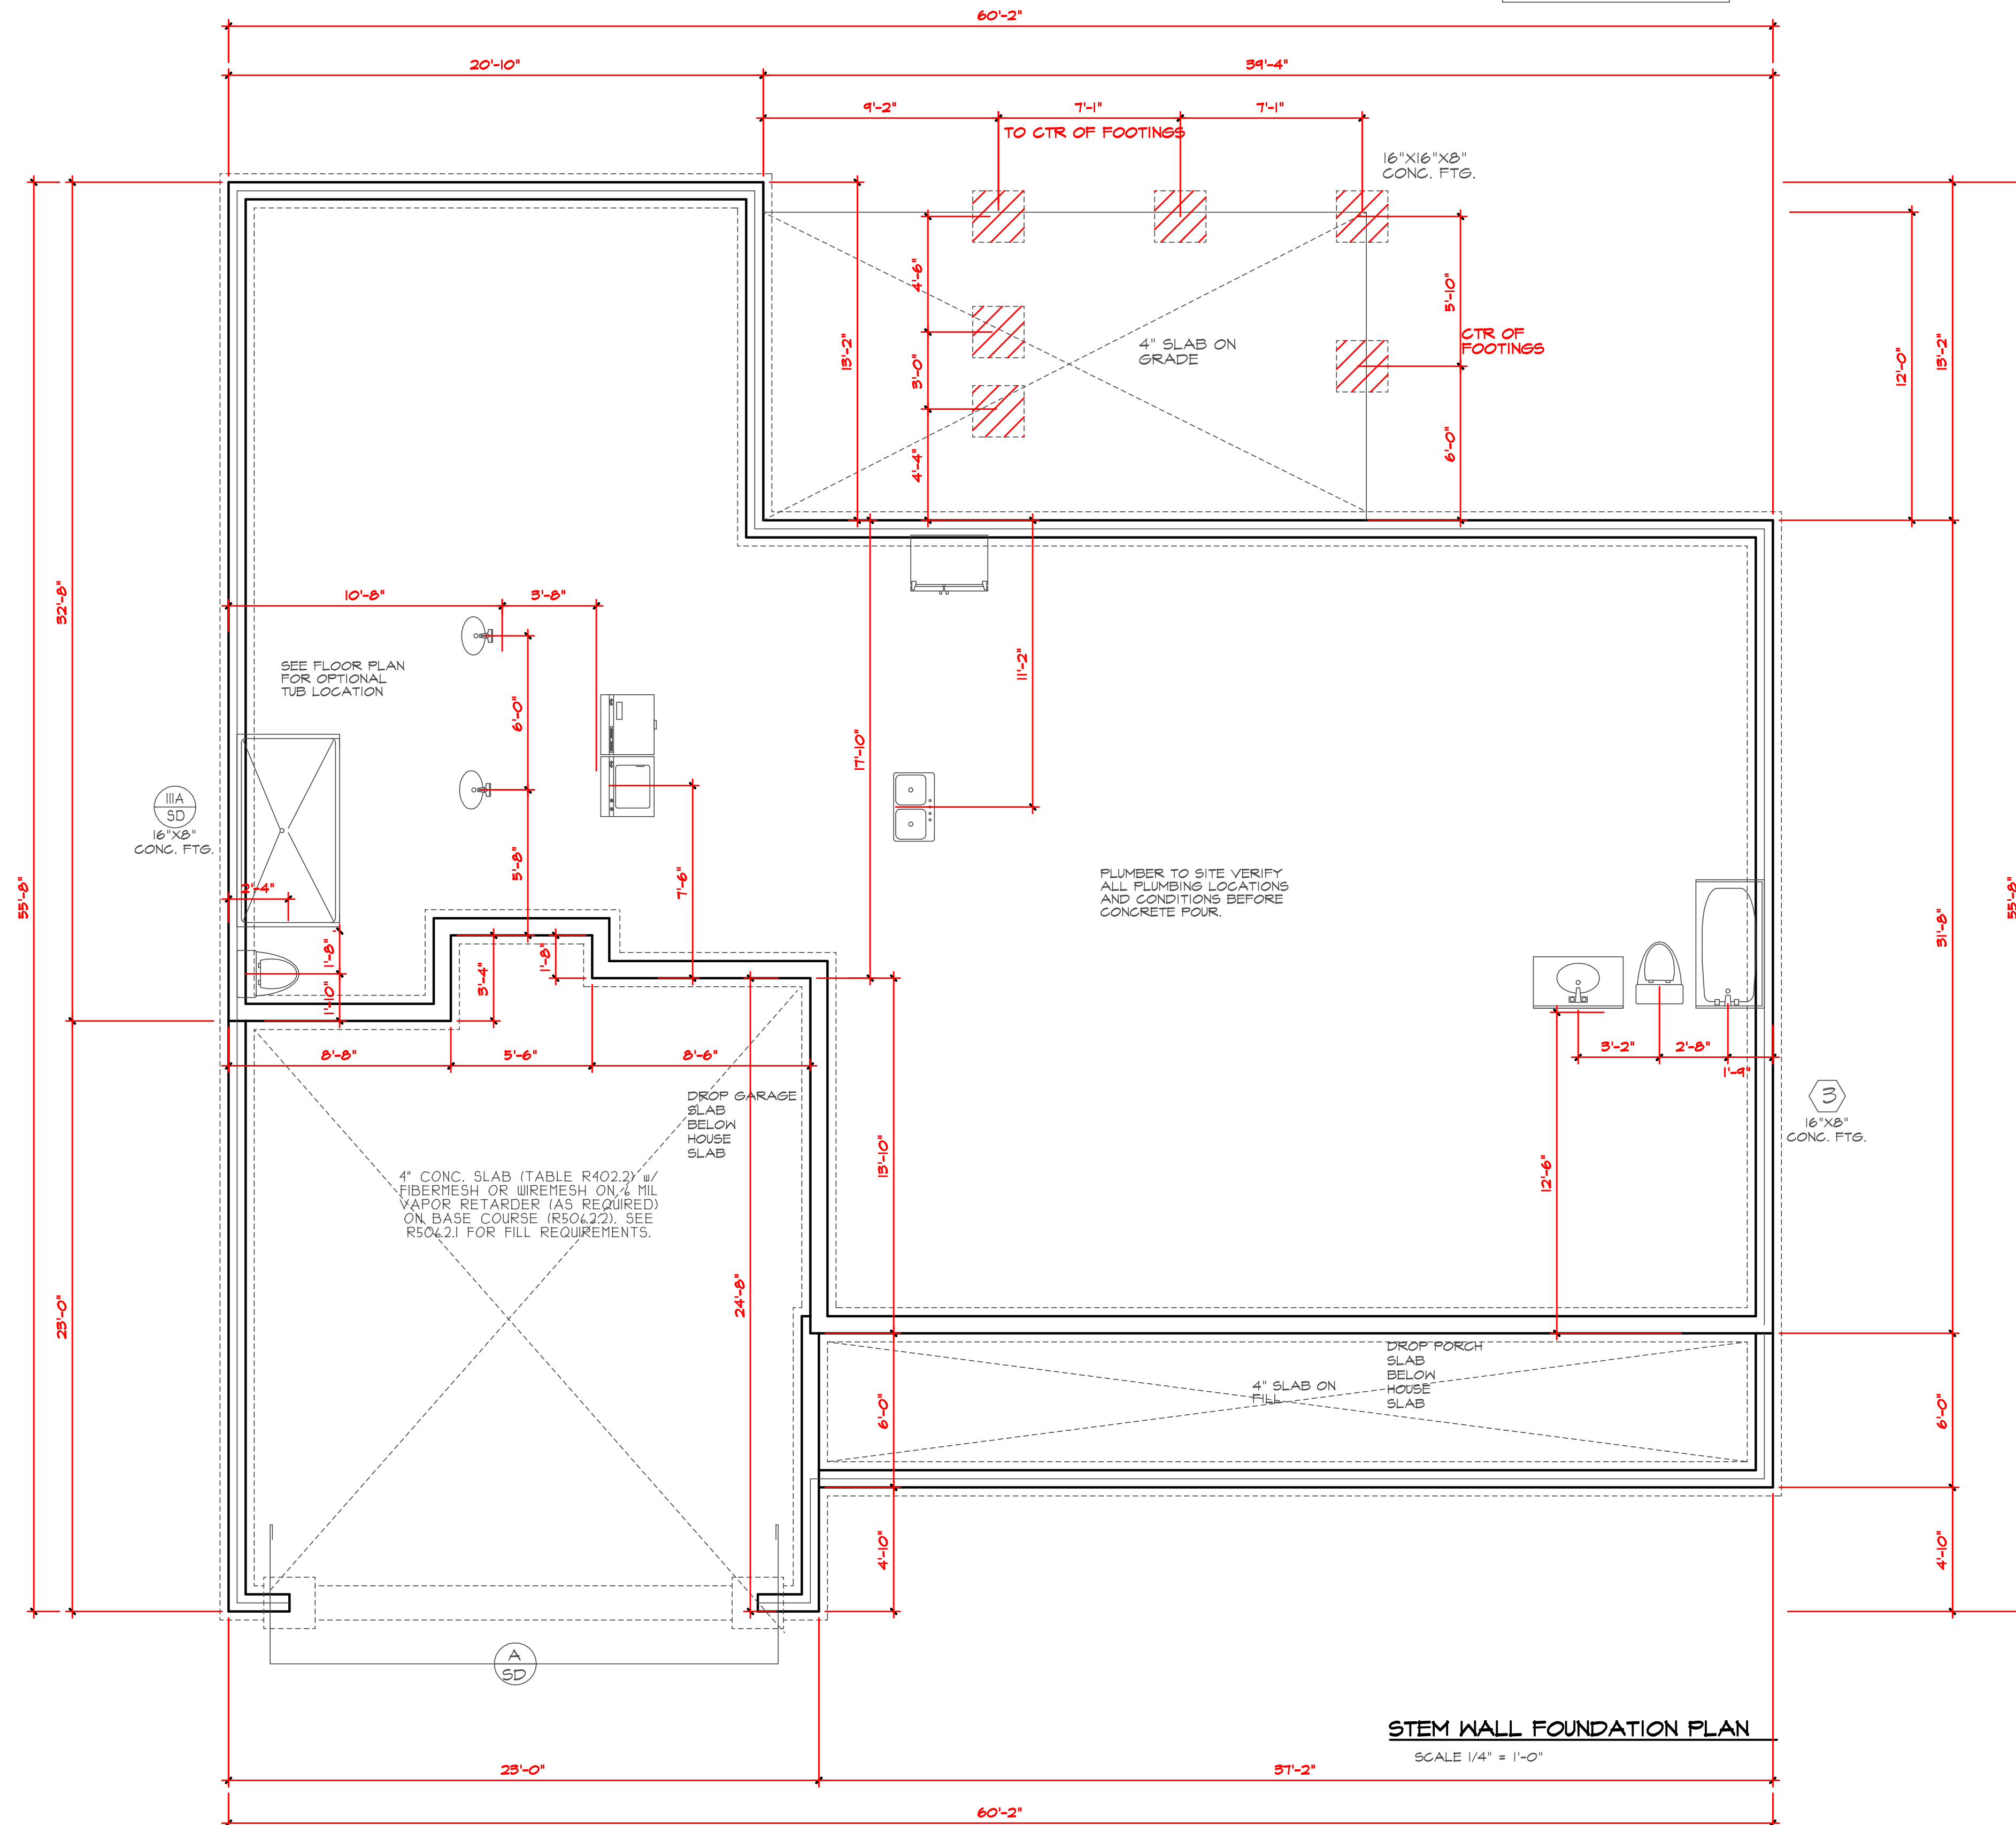 60'-2"
20'-10"
39'-4"
9'-2"
7'-1"
7'-1"
TO CTR OF FOOTINGS
16"X16"X8"
CONC. FTG.
4'-6"
5'-10"
13'-2"
13'-2"
12'-0"
CTR OF
FOOTINGS
4" SLAB ON
GRADE
3'-0"
4'-4"
6'-0"
32'-8"
10'-8"
3'-8"
SEE FLOOR PLAN
FOR OPTIONAL
TUB LOCATION
6'-0"
11'-2"
17'-10"
IIIA
SD
16"X8"
CONC. FTG.
5'-8"
7'-6"
2'-4"
PLUMBER TO SITE VERIFY
ALL PLUMBING LOCATIONS
AND CONDITIONS BEFORE
CONCRETE POUR.
55'-8"
55'-8"
31'-8"
1'-8"
1'-10"
3'-4"
1'-8"
8'-8"
5'-6"
8'-6"
3'-2"
2'-8"
1'-9"
3
16"X8"
CONC. FTG.
DROP GARAGE
SLAB
BELOW
HOUSE
SLAB
13'-10"
12'-6"
4" CONC. SLAB (TABLE R402.2) w/
FIBERMESH OR WIREMESH ON 6 MIL
VAPOR RETARDER (AS REQUIRED)
ON BASE COURSE (R506.2.2). SEE
R506.2.1 FOR FILL REQUIREMENTS.
23'-0"
24'-8"
DROP PORCH
SLAB
BELOW
HOUSE
SLAB
4" SLAB ON
FILL
6'-0"
6'-0"
4'-10"
4'-10"
A
SD
STEM WALL FOUNDATION PLAN
SCALE 1/4" = 1'-0"
23'-0"
37'-2"
60'-2"